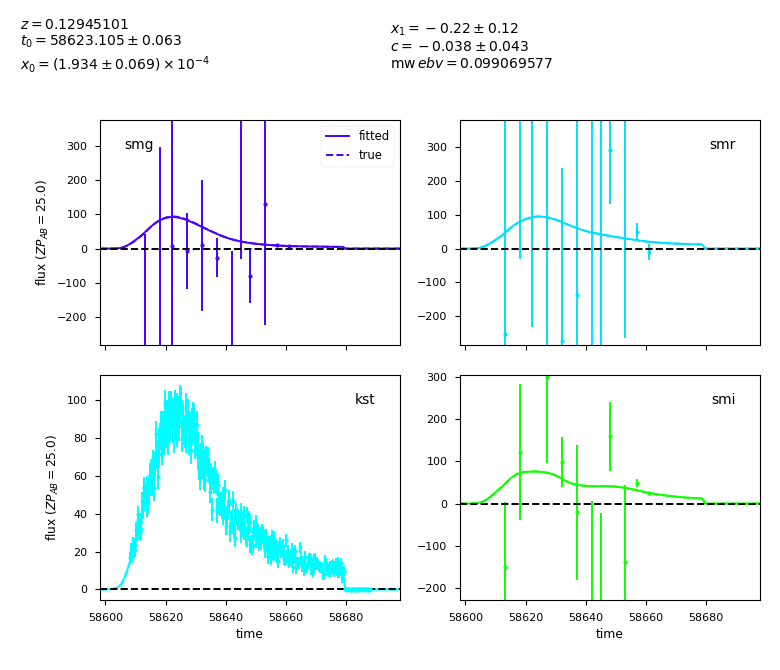 z = 0.12945101
t₀ = 58623.105 ± 0.063
x₀ = (1.934 ± 0.069) × 10⁻⁴
x₁ = −0.22 ± 0.12
c = −0.038 ± 0.043
mw ebv = 0.099069577
smg
fitted
true
300
200
100
0
−100
−200
flux (ZP_AB = 25.0)
smr
300
200
100
0
−100
−200
kst
100
80
60
40
20
0
flux (ZP_AB = 25.0)
58600 58620 58640 58660 58680
time
smi
300
200
100
0
−100
−200
58600 58620 58640 58660 58680
time